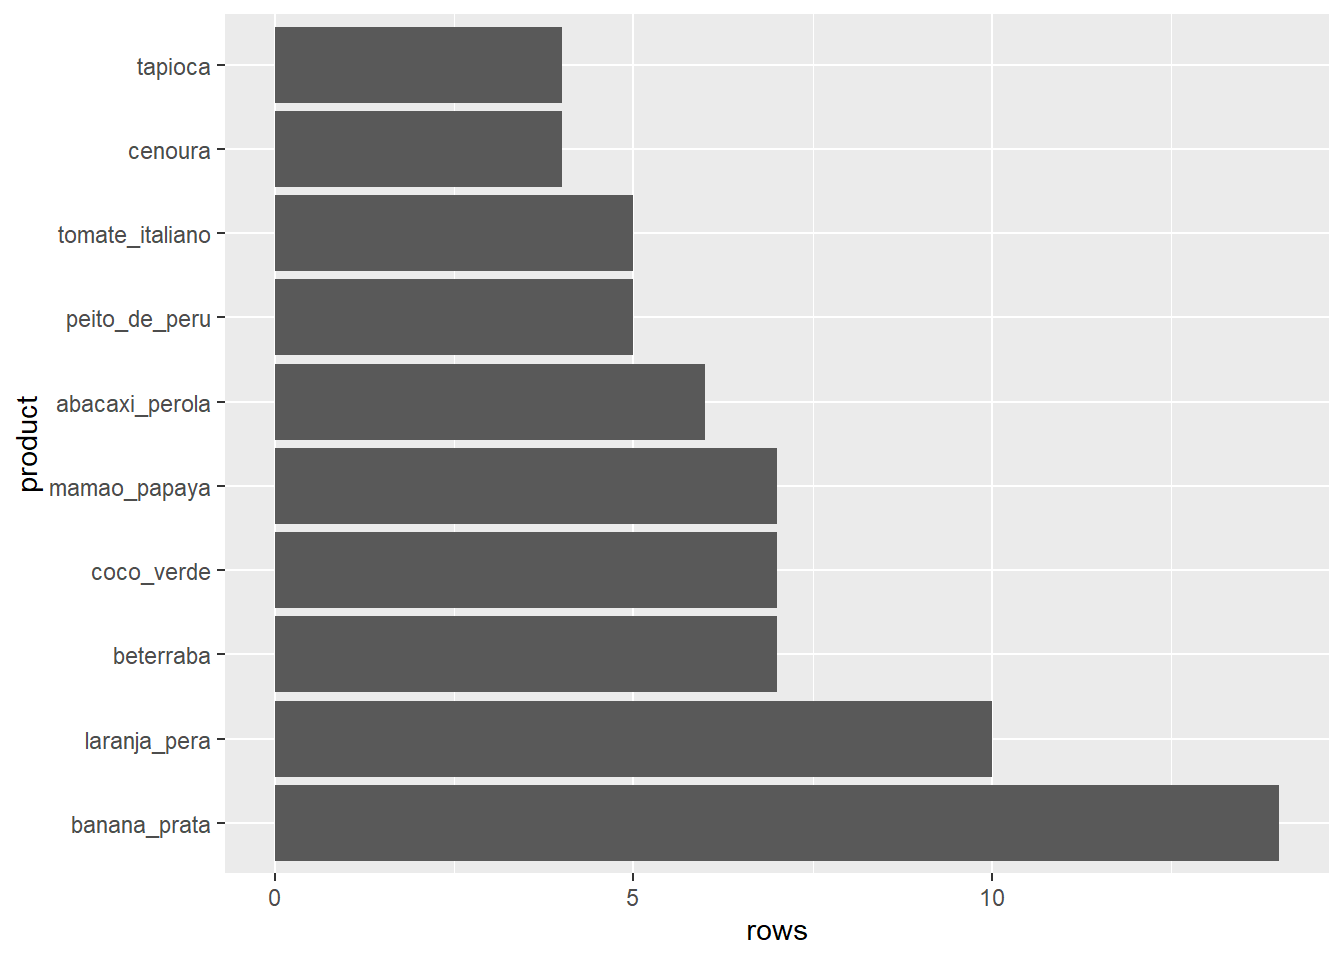 tapioca
cenoura
tomate_italiano
peito_de_peru
abacaxi_perola
mamao_papaya
coco_verde
beterraba
laranja_pera
banana_prata
product
0 5 10
rows